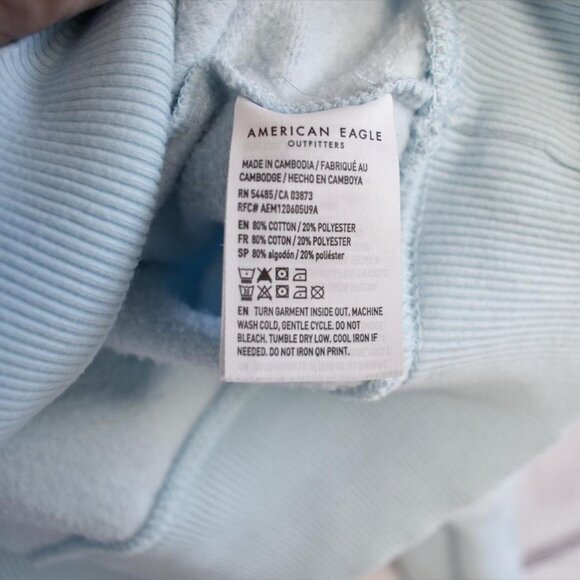 AMERICAN EAGLE
OUTFITTERS
MADE IN CAMBODIA / FABRIQUÉ AU
CAMBODGE / HECHO EN CAMBOYA
RN 54485/CA 03873
RFC# AEM120605U9A
EN 80% COTTON / 20% POLYESTER
FR 80% COTON / 20% POLYESTER
SP 80% algodón / 20% poliéster
EN TURN GARMENT INSIDE OUT. MACHINE
WASH COLD, GENTLE CYCLE. DO NOT
BLEACH. TUMBLE DRY LOW. COOL IRON IF
NEEDED. DO NOT IRON ON PRINT.